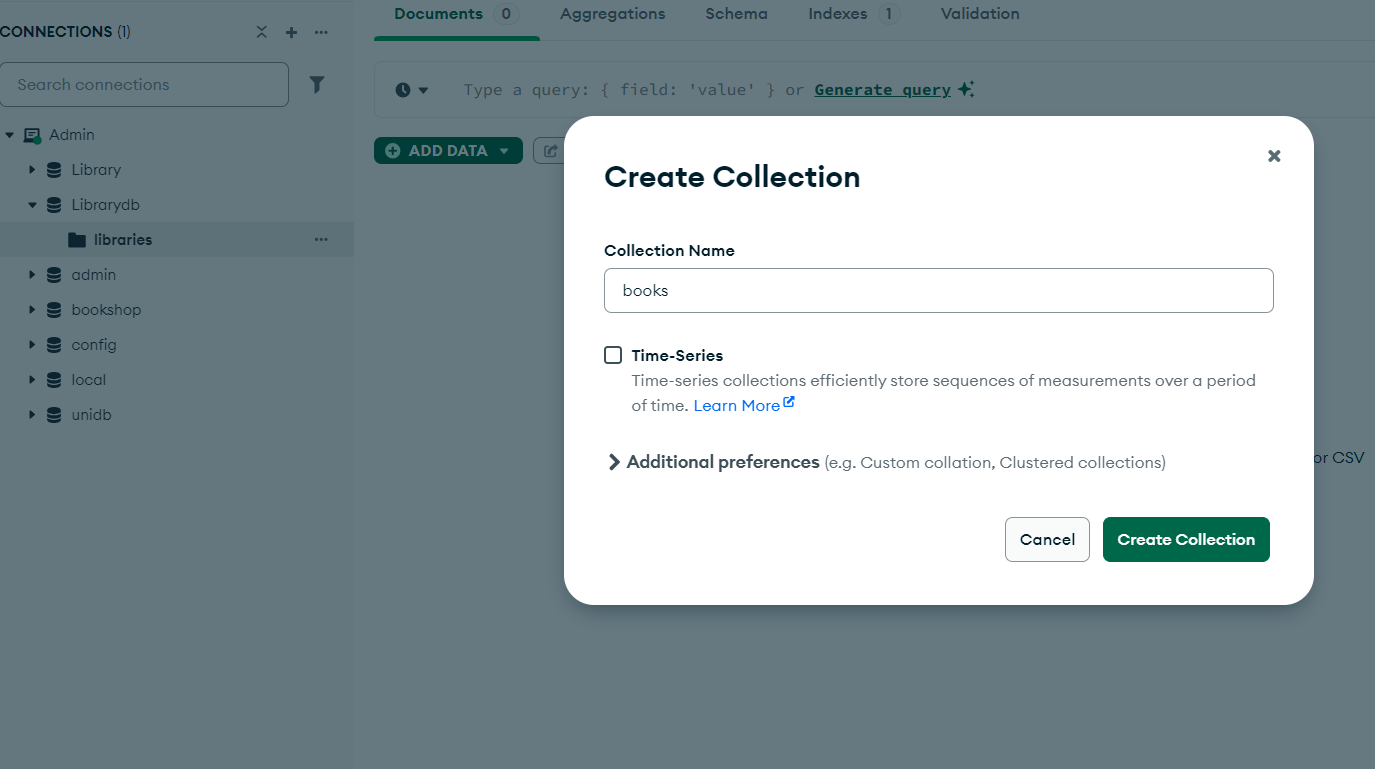 CONNECTIONS (1)
Search connections
Admin
Library
Librarydb
libraries
admin
bookshop
config
local
unidb
Documents 0 Aggregations Schema Indexes 1 Validation
Type a query: { field: 'value' } or Generate query
ADD DATA
Create Collection
Collection Name
books
Time-Series
Time-series collections efficiently store sequences of measurements over a period
of time. Learn More
Additional preferences (e.g. Custom collation, Clustered collections)
Cancel Create Collection
or CSV